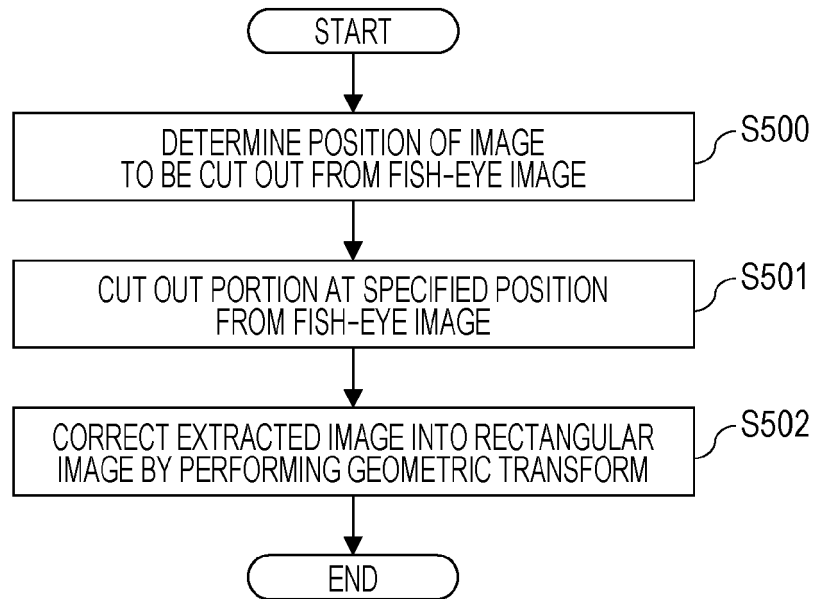 START
DETERMINE POSITION OF IMAGE
TO BE CUT OUT FROM FISH-EYE IMAGE
S500
CUT OUT PORTION AT SPECIFIED POSITION
FROM FISH-EYE IMAGE
S501
CORRECT EXTRACTED IMAGE INTO RECTANGULAR
IMAGE BY PERFORMING GEOMETRIC TRANSFORM
S502
END